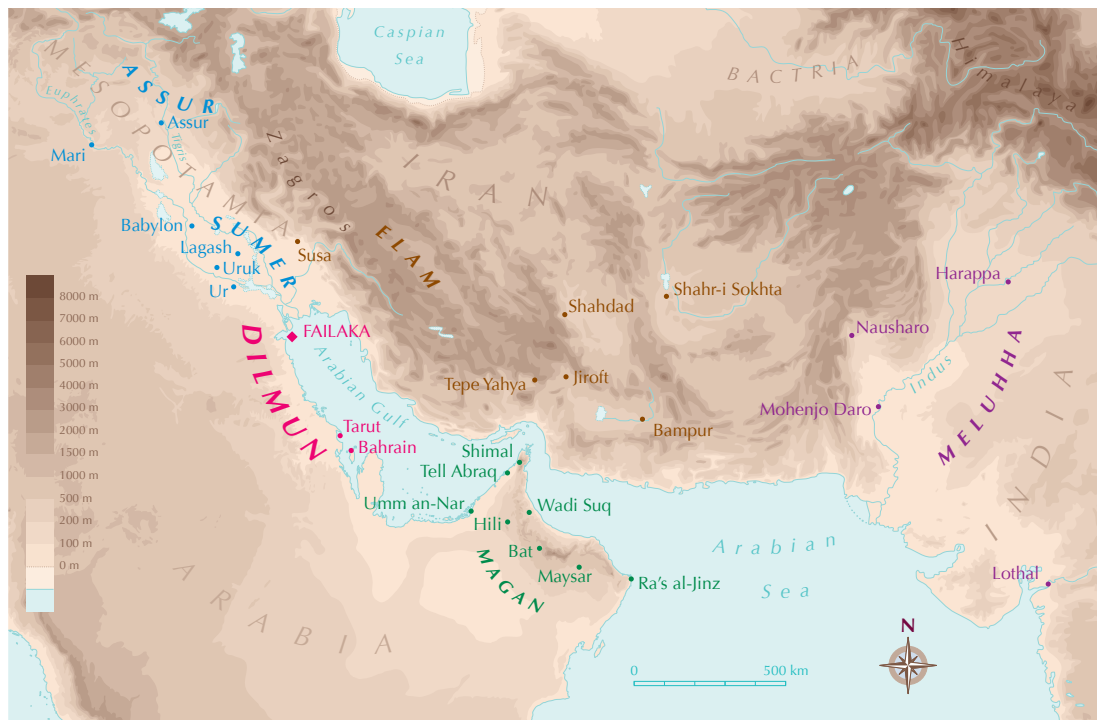 Caspian
Sea
BACTRIA
Himalaya
MESOPOTAMIA
ASSUR
Euphrates
Assur
Tigris
Mari
Zagros
IRAN
Babylon
SUMER
Lagash
Uruk
Ur
Susa
ELAM
Shahdad
Shahr-i Sokhta
Harappa
Nausharo
FAILAKA
DILMUN
Arabian Gulf
Tepe Yahya
Jiroft
Bampur
Mohenjo Daro
Indus
MELUHHA
INDIA
Tarut
Bahrain
Shimal
Tell Abraq
Umm an-Nar
Wadi Suq
Hili
Bat
Maysar
MAGAN
Ra's al-Jinz
Arabian
Sea
Lothal
ARABIA
8000 m
7000 m
6000 m
5000 m
4000 m
3000 m
2000 m
1500 m
1000 m
500 m
200 m
100 m
0 m
N
0 500 km